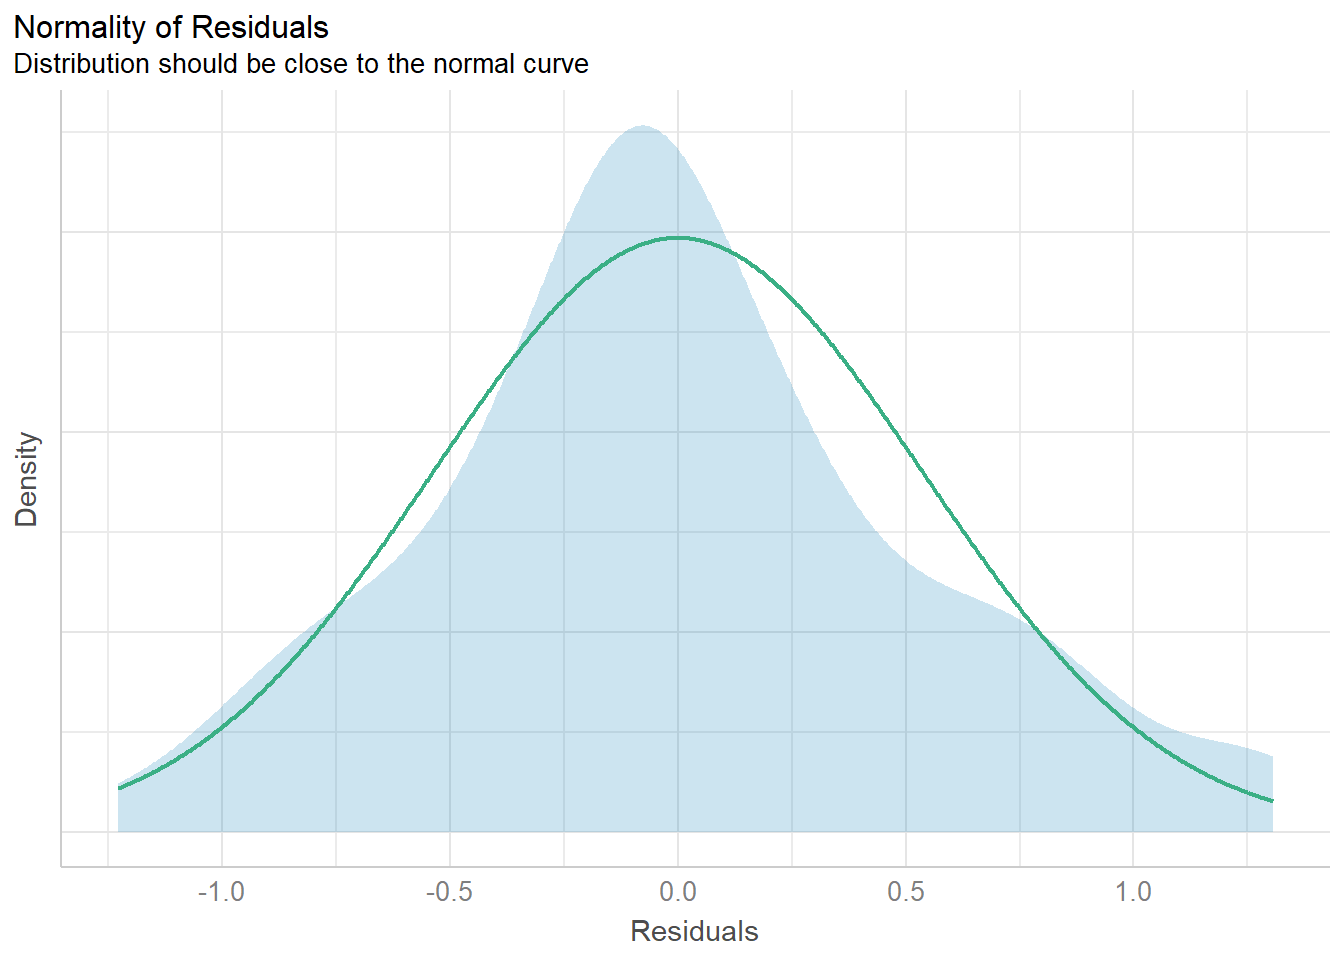 Normality of Residuals
Distribution should be close to the normal curve
Density
-1.0 -0.5 0.0 0.5 1.0
Residuals